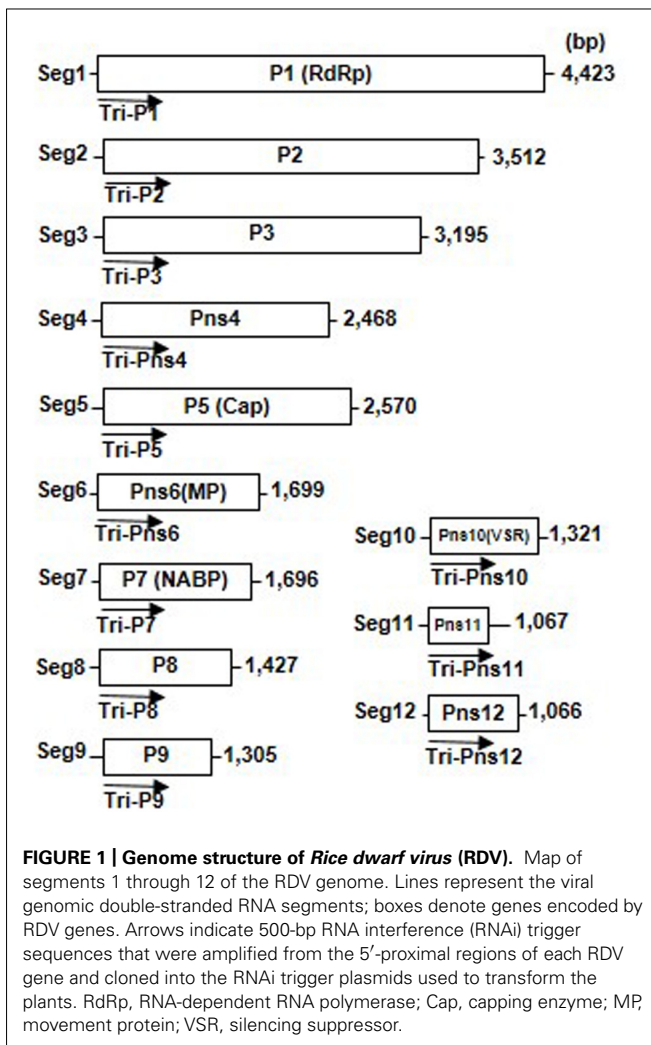 (bp)
Seg1 P1 (RdRp) 4,423
Tri-P1
Seg2 P2 3,512
Tri-P2
Seg3 P3 3,195
Tri-P3
Seg4 Pns4 2,468
Tri-Pns4
Seg5 P5 (Cap) 2,570
Tri-P5
Seg6 Pns6(MP) 1,699
Tri-Pns6
Seg7 P7 (NABP) 1,696
Tri-P7
Seg8 P8 1,427
Tri-P8
Seg9 P9 1,305
Tri-P9
Seg10 Pns10(VSR) 1,321
Tri-Pns10
Seg11 Pns11 1,067
Tri-Pns11
Seg12 Pns12 1,066
Tri-Pns12
FIGURE 1 | Genome structure of Rice dwarf virus (RDV). Map of
segments 1 through 12 of the RDV genome. Lines represent the viral
genomic double-stranded RNA segments; boxes denote genes encoded by
RDV genes. Arrows indicate 500-bp RNA interference (RNAi) trigger
sequences that were amplified from the 5′-proximal regions of each RDV
gene and cloned into the RNAi trigger plasmids used to transform the
plants. RdRp, RNA-dependent RNA polymerase; Cap, capping enzyme; MP,
movement protein; VSR, silencing suppressor.